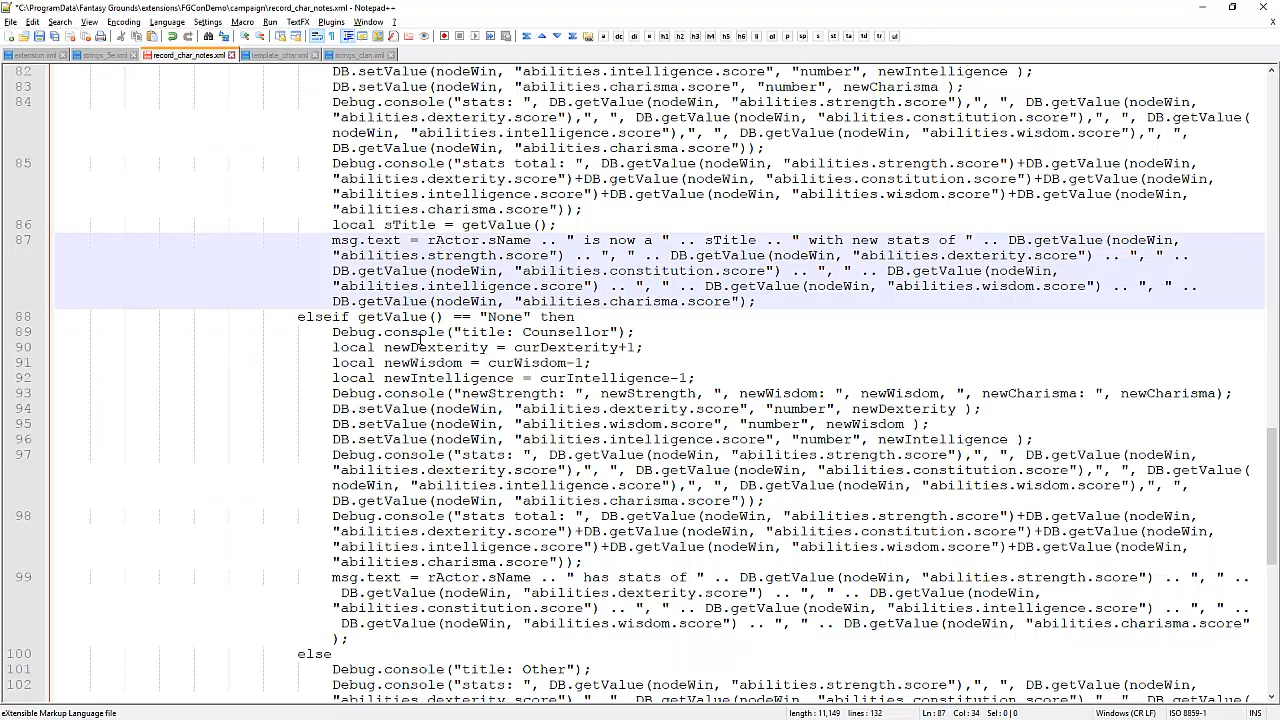 *C:\ProgramData\Fantasy Grounds\extensions\FGConDemo\campaign\record_char_notes.xml - Notepad++
File Edit Search View Encoding Language Settings Macro Run TextFX Plugins Window ?
extension.xml strings_5e.xml record_char_notes.xml template_char.xml strings_clan.xml
82 DB.setValue(nodeWin, "abilities.intelligence.score", "number", newIntelligence );
83 DB.setValue(nodeWin, "abilities.charisma.score", "number", newCharisma );
84 Debug.console("stats: ", DB.getValue(nodeWin, "abilities.strength.score"),", ", DB.getValue(nodeWin,
"abilities.dexterity.score"),", ", DB.getValue(nodeWin, "abilities.constitution.score"),", ", DB.getValue(
nodeWin, "abilities.intelligence.score"),", ", DB.getValue(nodeWin, "abilities.wisdom.score"),", ",
DB.getValue(nodeWin, "abilities.charisma.score"));
85 Debug.console("stats total: ", DB.getValue(nodeWin, "abilities.strength.score")+DB.getValue(nodeWin,
"abilities.dexterity.score")+DB.getValue(nodeWin, "abilities.constitution.score")+DB.getValue(nodeWin,
"abilities.intelligence.score")+DB.getValue(nodeWin, "abilities.wisdom.score")+DB.getValue(nodeWin,
"abilities.charisma.score"));
86 local sTitle = getValue();
87 msg.text = rActor.sName .. " is now a " .. sTitle .. " with new stats of " .. DB.getValue(nodeWin,
"abilities.strength.score") .. ", " .. DB.getValue(nodeWin, "abilities.dexterity.score") .. ", " ..
DB.getValue(nodeWin, "abilities.constitution.score") .. ", " .. DB.getValue(nodeWin,
"abilities.intelligence.score") .. ", " .. DB.getValue(nodeWin, "abilities.wisdom.score") .. ", " ..
DB.getValue(nodeWin, "abilities.charisma.score");
88 elseif getValue() == "None" then
89 Debug.console("title: Counsellor");
90 local newDexterity = curDexterity+1;
91 local newWisdom = curWisdom-1;
92 local newIntelligence = curIntelligence-1;
93 Debug.console("newStrength: ", newStrength, ", newWisdom: ", newWisdom, ", newCharisma: ", newCharisma);
94 DB.setValue(nodeWin, "abilities.dexterity.score", "number", newDexterity );
95 DB.setValue(nodeWin, "abilities.wisdom.score", "number", newWisdom );
96 DB.setValue(nodeWin, "abilities.intelligence.score", "number", newIntelligence );
97 Debug.console("stats: ", DB.getValue(nodeWin, "abilities.strength.score"),", ", DB.getValue(nodeWin,
"abilities.dexterity.score"),", ", DB.getValue(nodeWin, "abilities.constitution.score"),", ", DB.getValue(
nodeWin, "abilities.intelligence.score"),", ", DB.getValue(nodeWin, "abilities.wisdom.score"),", ",
DB.getValue(nodeWin, "abilities.charisma.score"));
98 Debug.console("stats total: ", DB.getValue(nodeWin, "abilities.strength.score")+DB.getValue(nodeWin,
"abilities.dexterity.score")+DB.getValue(nodeWin, "abilities.constitution.score")+DB.getValue(nodeWin,
"abilities.intelligence.score")+DB.getValue(nodeWin, "abilities.wisdom.score")+DB.getValue(nodeWin,
"abilities.charisma.score"));
99 msg.text = rActor.sName .. " has stats of " .. DB.getValue(nodeWin, "abilities.strength.score") .. ", " ..
DB.getValue(nodeWin, "abilities.dexterity.score") .. ", " .. DB.getValue(nodeWin,
"abilities.constitution.score") .. ", " .. DB.getValue(nodeWin, "abilities.intelligence.score") .. ", " ..
DB.getValue(nodeWin, "abilities.wisdom.score") .. ", " .. DB.getValue(nodeWin, "abilities.charisma.score"
);
100 else
101 Debug.console("title: Other");
102 Debug.console("stats: ", DB.getValue(nodeWin, "abilities.strength.score"),", ", DB.getValue(nodeWin,
"abilities.dexterity.score"),", ", DB.getValue(nodeWin, "abilities.constitution.score"),", ", DB.getValue(
eXtensible Markup Language file length : 11,149 lines : 132 Ln : 87 Col : 34 Sel : 0 | 0 Windows (CR LF) ISO 8859-1 INS